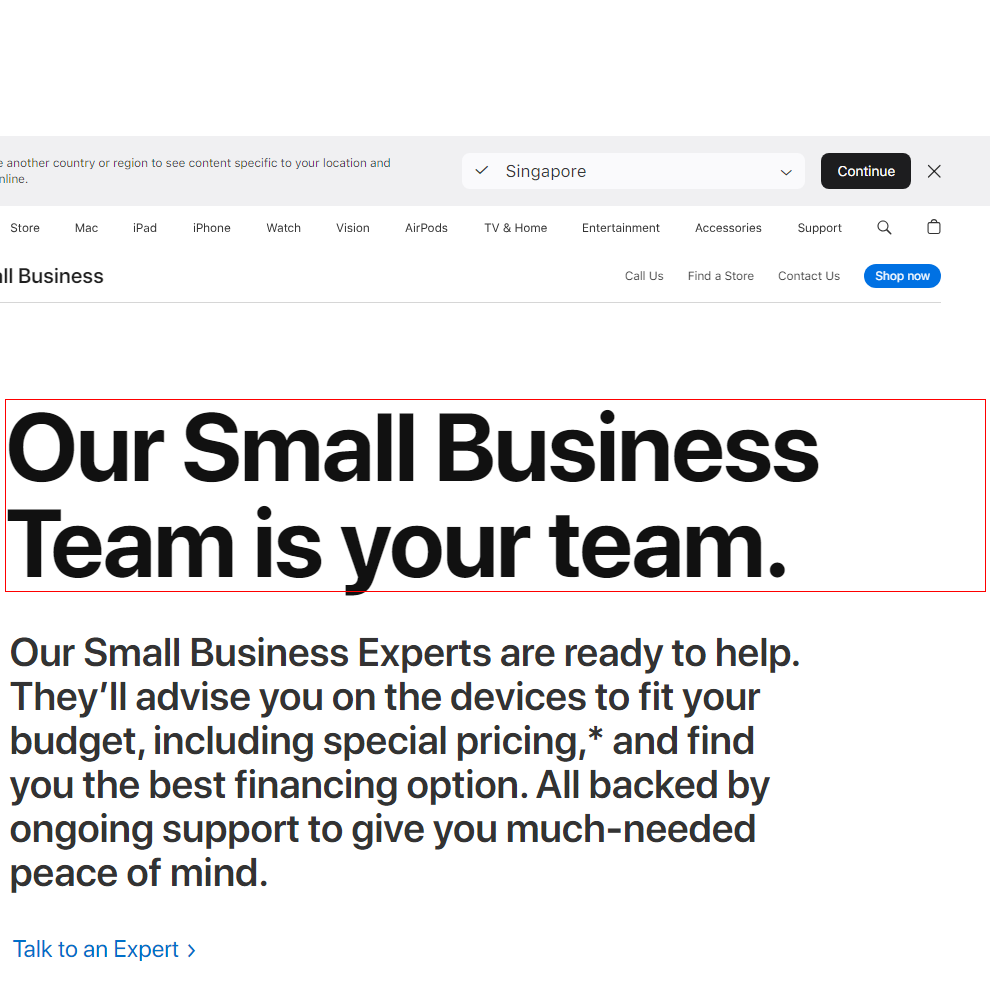 another country or region to see content specific to your location and
Singapore
Continue
nline.
Store Mac iPad iPhone Watch Vision AirPods TV & Home Entertainment Accessories Support
ll Business
Call Us Find a Store Contact Us Shop now
Our Small Business
Team is your team.
Our Small Business Experts are ready to help.
They’ll advise you on the devices to fit your
budget, including special pricing,* and find
you the best financing option. All backed by
ongoing support to give you much-needed
peace of mind.
Talk to an Expert ›